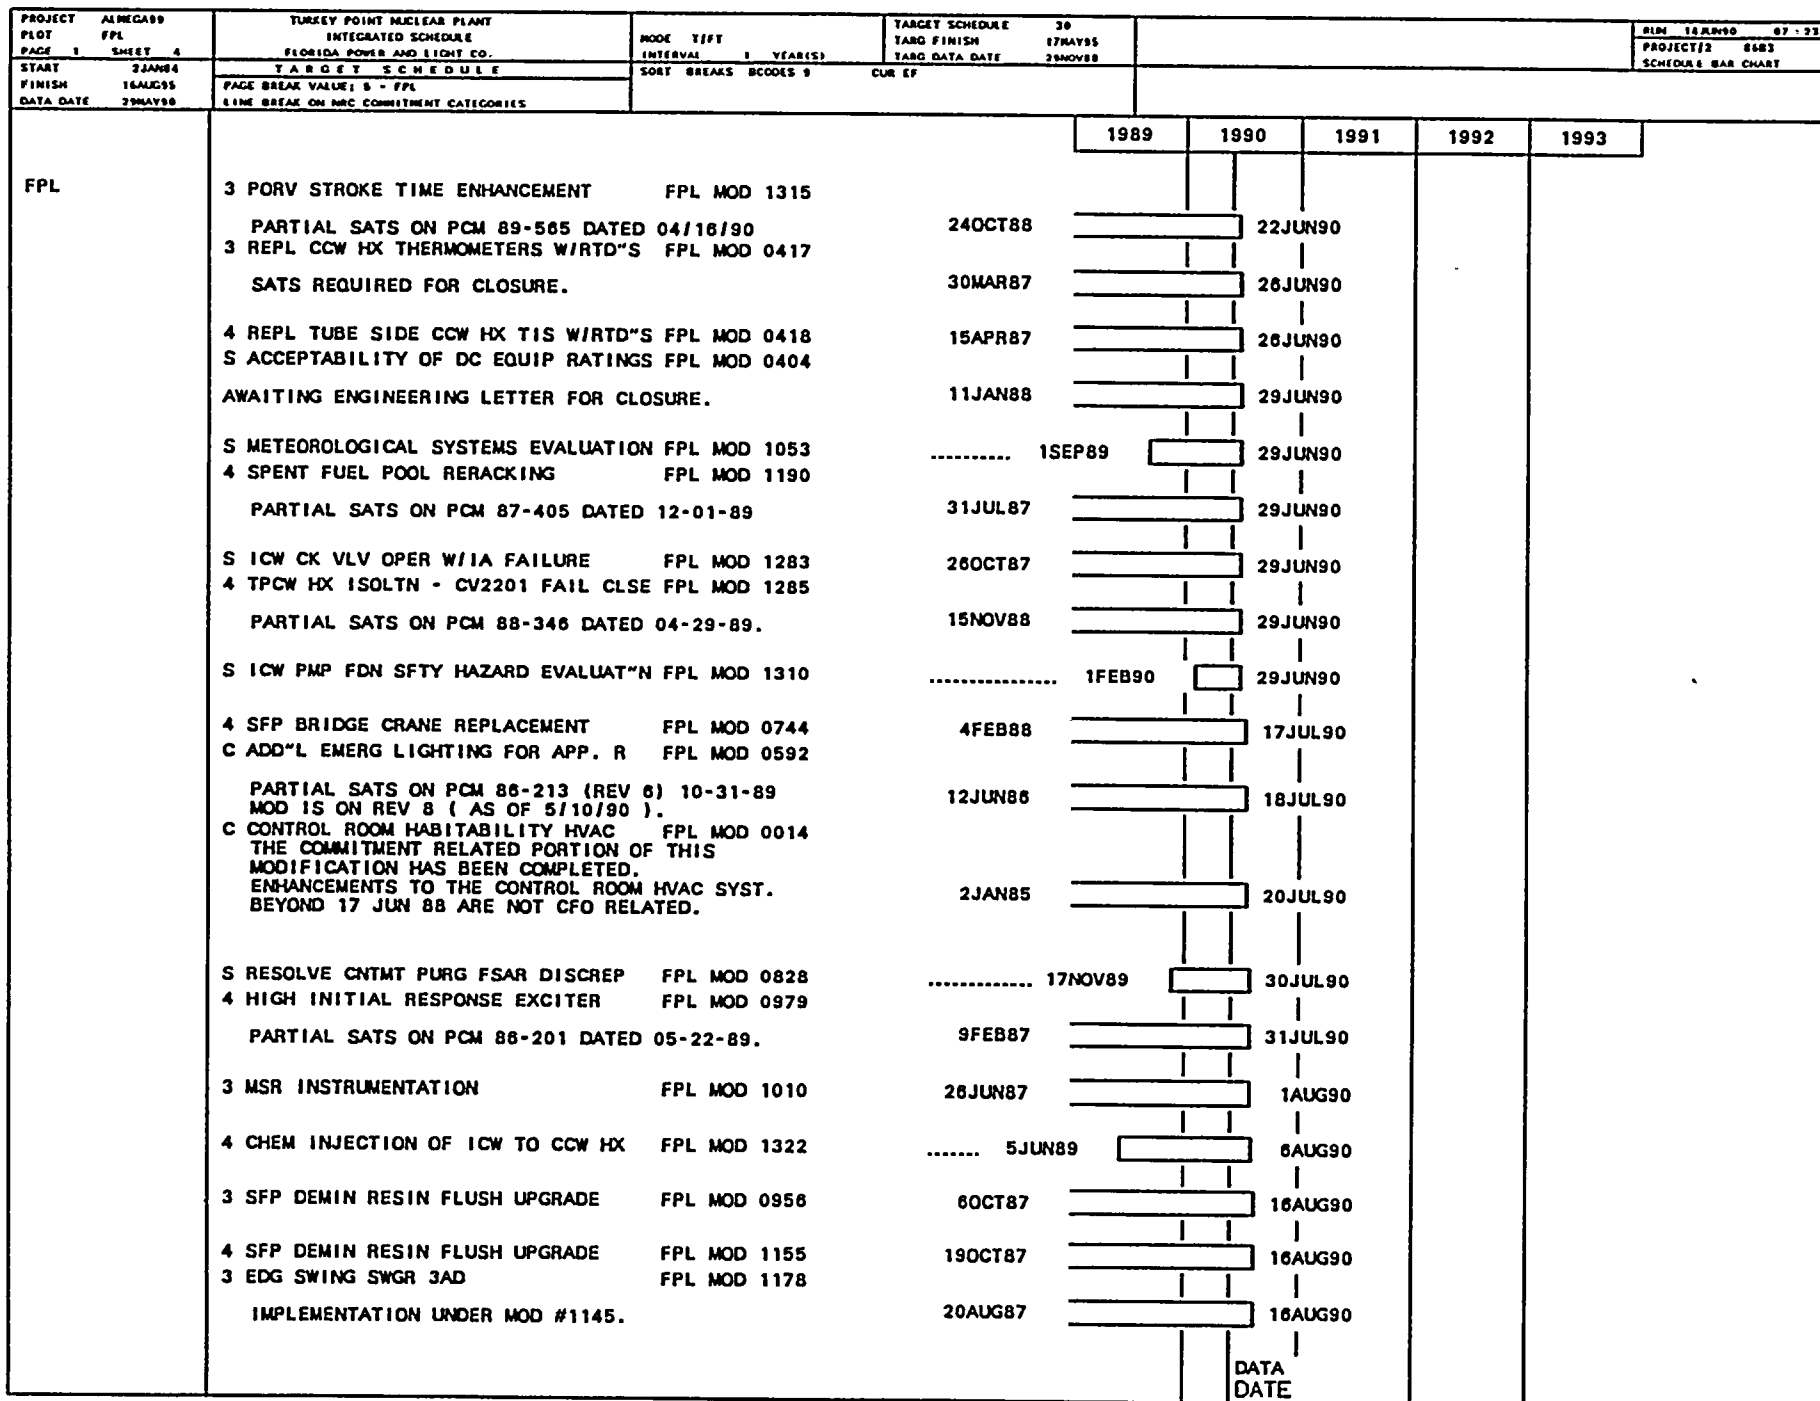 PROJECT ALMEGA99
PLOT FPL
PAGE 1 SHEET 4
START 2JAN84
FINISH 16AUG95
DATA DATE 29MAY90
TURKEY POINT NUCLEAR PLANT
INTEGRATED SCHEDULE
FLORIDA POWER AND LIGHT CO.
TARGET SCHEDULE
PAGE BREAK VALUE: 5 - FPL
LINE BREAK ON NRC COMMITMENT CATEGORIES
MODE TJFT
INTERVAL 1 YEAR(S)
SORT BREAKS BCODES 9 CUR EF
TARGET SCHEDULE 30
TARG FINISH 17MAY95
TARG DATA DATE 29NOV88
RUN 14JUN90 07:23
PROJECT/2 8683
SCHEDULE BAR CHART
1989 1990 1991 1992 1993
FPL
3 PORV STROKE TIME ENHANCEMENT FPL MOD 1315
PARTIAL SATS ON PCM 89-565 DATED 04/16/90 24OCT88 22JUN90
3 REPL CCW HX THERMOMETERS W/RTD"S FPL MOD 0417
SATS REQUIRED FOR CLOSURE. 30MAR87 26JUN90
4 REPL TUBE SIDE CCW HX TIS W/RTD"S FPL MOD 0418 15APR87 26JUN90
S ACCEPTABILITY OF DC EQUIP RATINGS FPL MOD 0404
AWAITING ENGINEERING LETTER FOR CLOSURE. 11JAN88 29JUN90
S METEOROLOGICAL SYSTEMS EVALUATION FPL MOD 1053 .......... 1SEP89 29JUN90
4 SPENT FUEL POOL RERACKING FPL MOD 1190
PARTIAL SATS ON PCM 87-405 DATED 12-01-89 31JUL87 29JUN90
S ICW CK VLV OPER W/IA FAILURE FPL MOD 1283 26OCT87 29JUN90
4 TPCW HX ISOLTN - CV2201 FAIL CLSE FPL MOD 1285
PARTIAL SATS ON PCM 88-346 DATED 04-29-89. 15NOV88 29JUN90
S ICW PMP FDN SFTY HAZARD EVALUAT"N FPL MOD 1310 ................ 1FEB90 29JUN90
4 SFP BRIDGE CRANE REPLACEMENT FPL MOD 0744 4FEB88 17JUL90
C ADD"L EMERG LIGHTING FOR APP. R FPL MOD 0592
PARTIAL SATS ON PCM 86-213 (REV 6) 10-31-89 12JUN86 18JUL90
MOD IS ON REV 8 ( AS OF 5/10/90 ).
C CONTROL ROOM HABITABILITY HVAC FPL MOD 0014
THE COMMITMENT RELATED PORTION OF THIS
MODIFICATION HAS BEEN COMPLETED.
ENHANCEMENTS TO THE CONTROL ROOM HVAC SYST. 2JAN85 20JUL90
BEYOND 17 JUN 88 ARE NOT CFO RELATED.
S RESOLVE CNTMT PURG FSAR DISCREP FPL MOD 0828 ............. 17NOV89 30JUL90
4 HIGH INITIAL RESPONSE EXCITER FPL MOD 0979
PARTIAL SATS ON PCM 86-201 DATED 05-22-89. 9FEB87 31JUL90
3 MSR INSTRUMENTATION FPL MOD 1010 26JUN87 1AUG90
4 CHEM INJECTION OF ICW TO CCW HX FPL MOD 1322 ....... 5JUN89 6AUG90
3 SFP DEMIN RESIN FLUSH UPGRADE FPL MOD 0956 6OCT87 16AUG90
4 SFP DEMIN RESIN FLUSH UPGRADE FPL MOD 1155 19OCT87 16AUG90
3 EDG SWING SWGR 3AD FPL MOD 1178
IMPLEMENTATION UNDER MOD #1145. 20AUG87 16AUG90
DATA
DATE